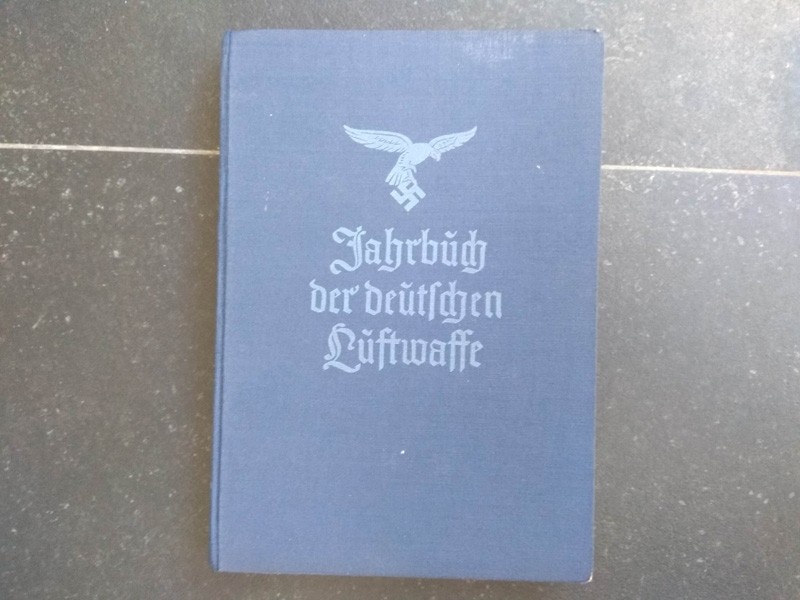 Jahrbuch
der deutschen
Luftwaffe